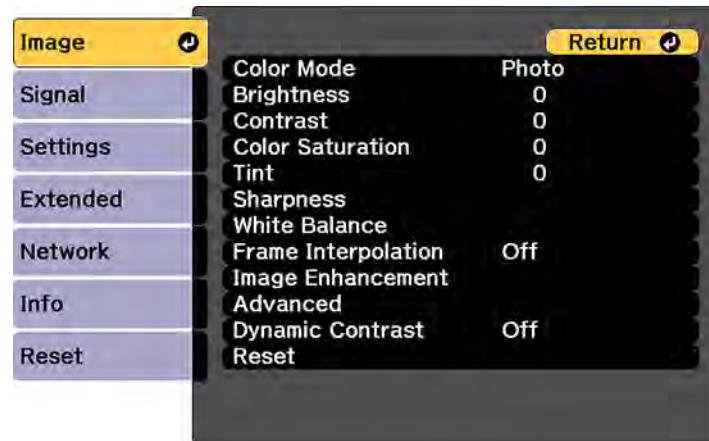 Image
Signal
Settings
Extended
Network
Info
Reset
Return
Color Mode Photo
Brightness 0
Contrast 0
Color Saturation 0
Tint 0
Sharpness
White Balance
Frame Interpolation Off
Image Enhancement
Advanced
Dynamic Contrast Off
Reset